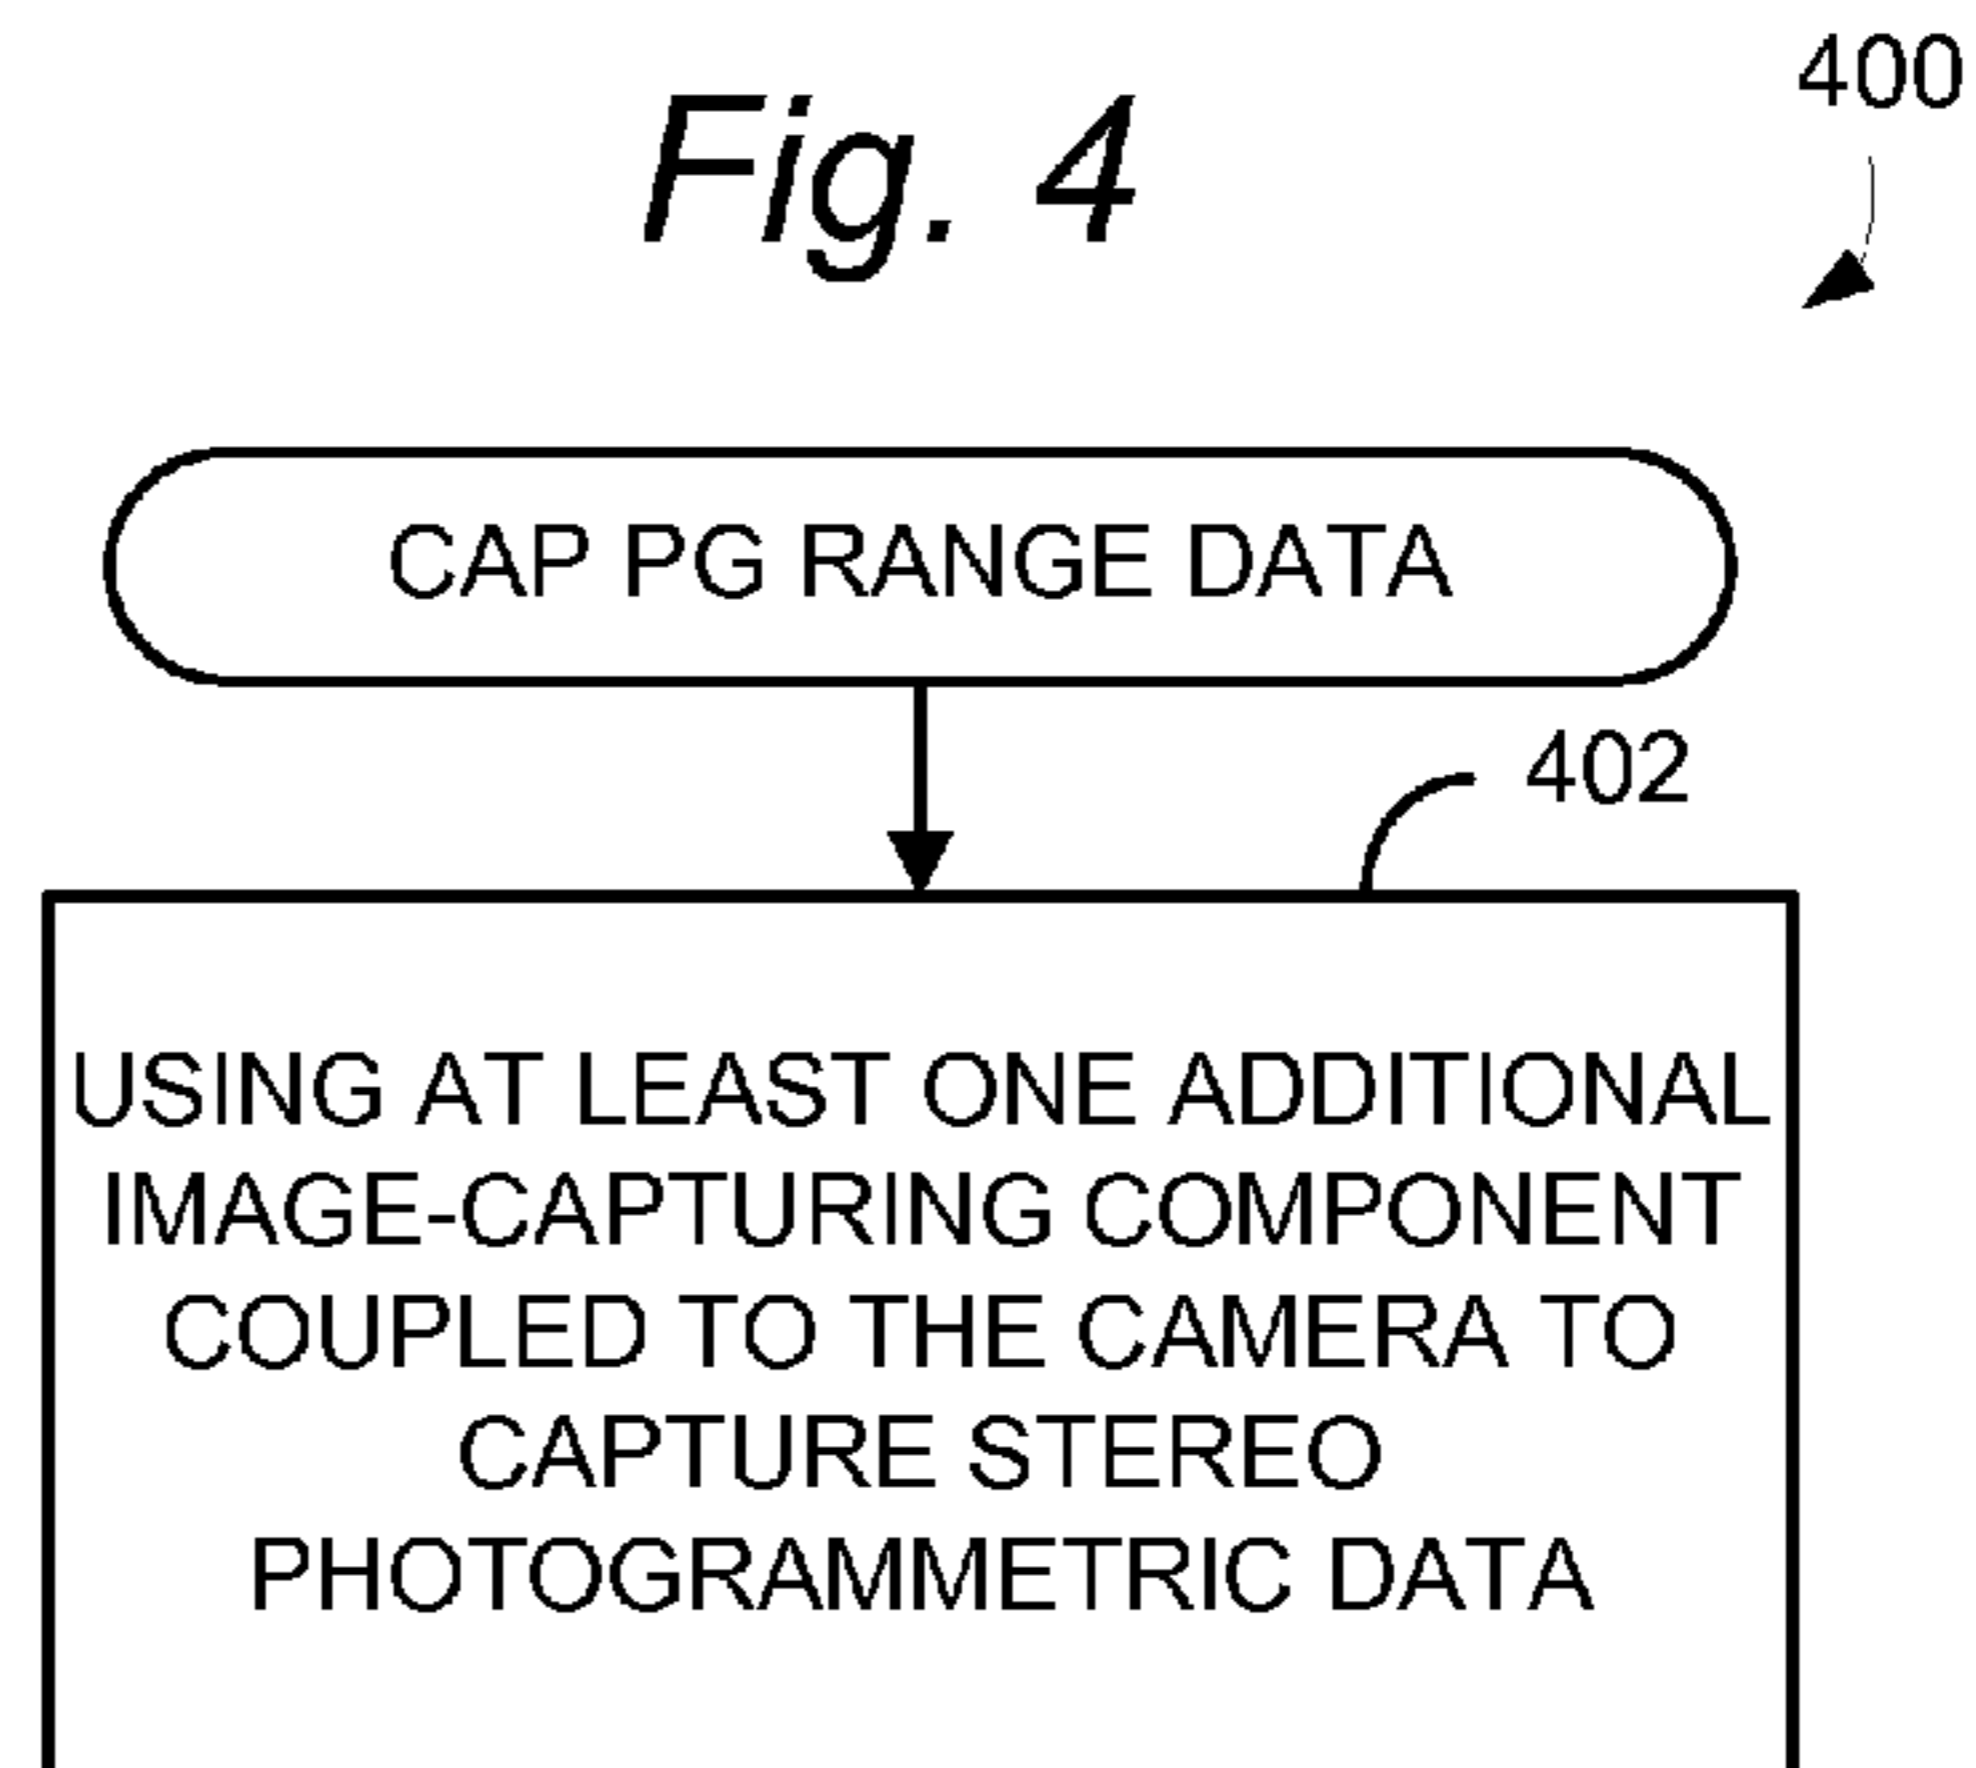 400
Fig. 4
CAP PG RANGE DATA
402
USING AT LEAST ONE ADDITIONAL
IMAGE-CAPTURING COMPONENT
COUPLED TO THE CAMERA TO
CAPTURE STEREO
PHOTOGRAMMETRIC DATA